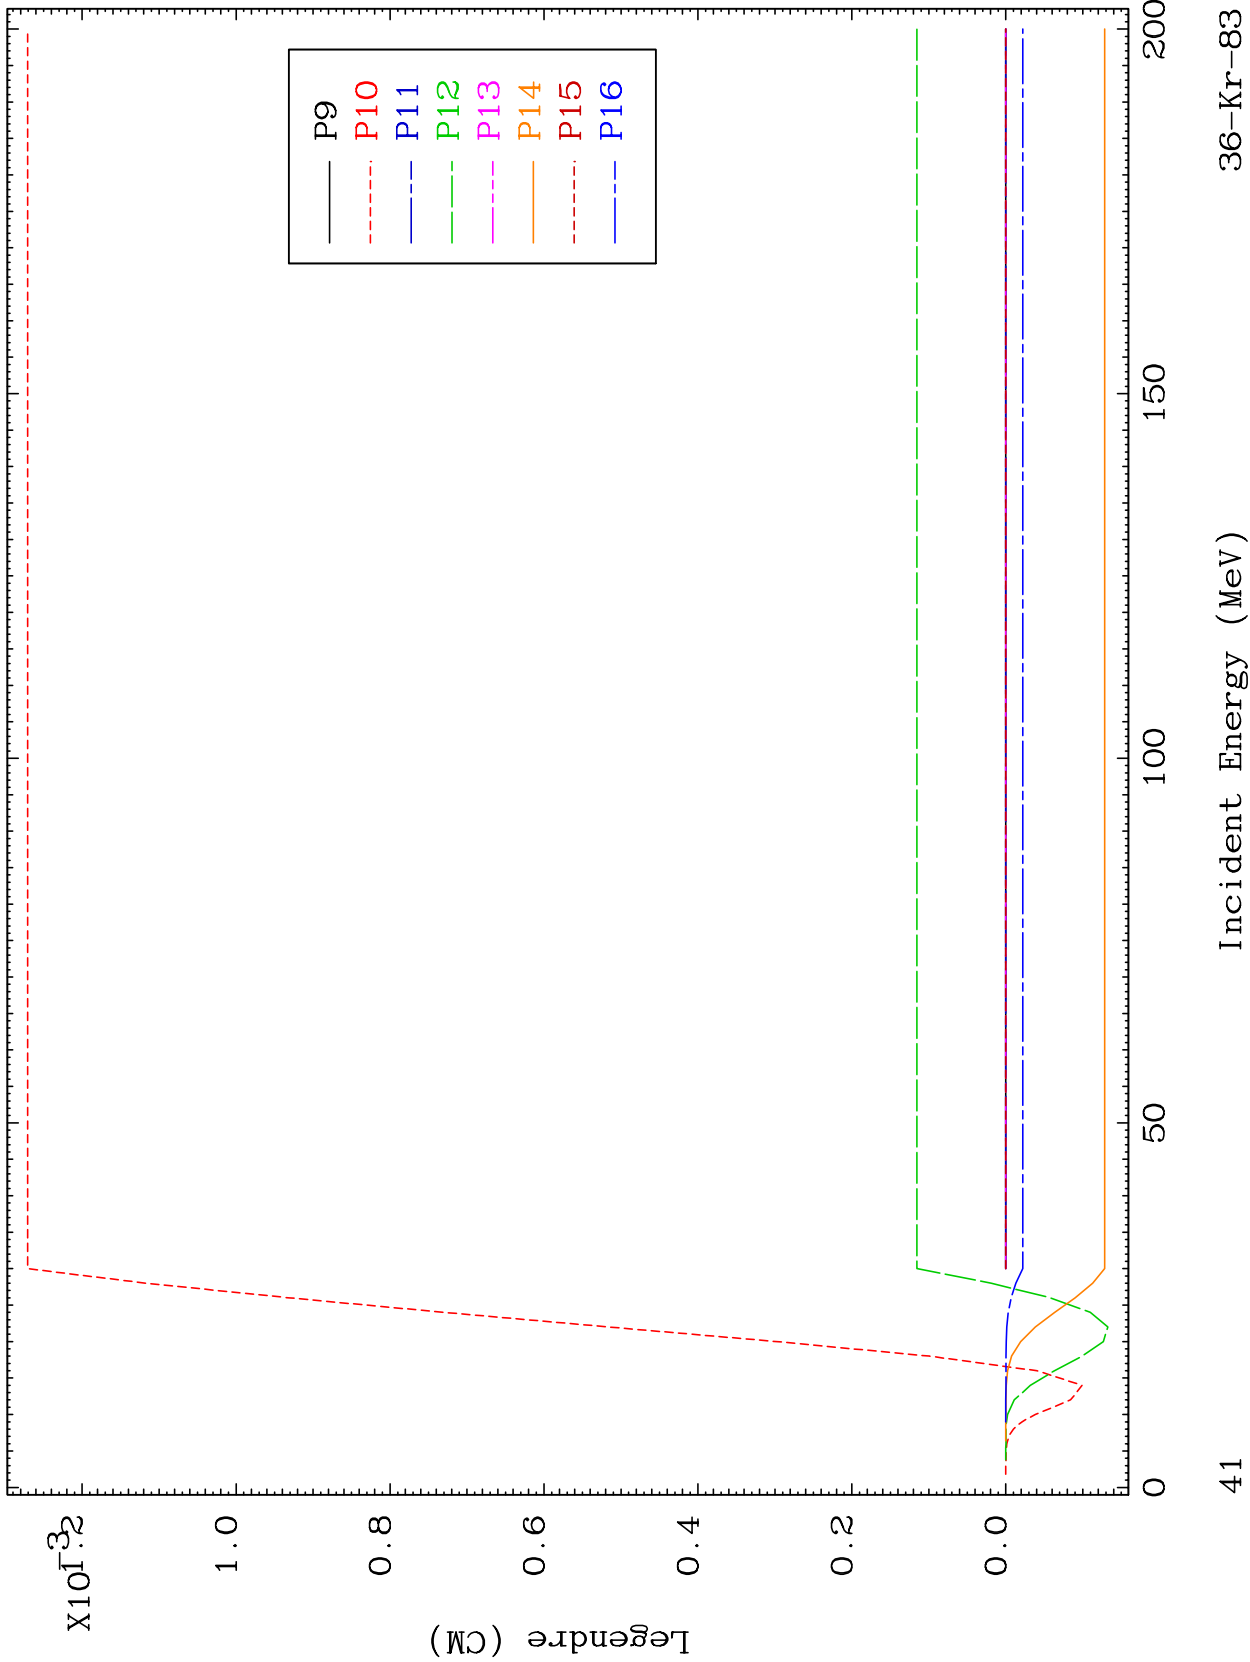 X10-3
1.2
1.0
0.8
0.6
0.4
0.2
0.0
Legendre (CM)
P9
P10
P11
P12
P13
P14
P15
P16
0
50
100
150
200
Incident Energy (MeV)
41
36-Kr-83